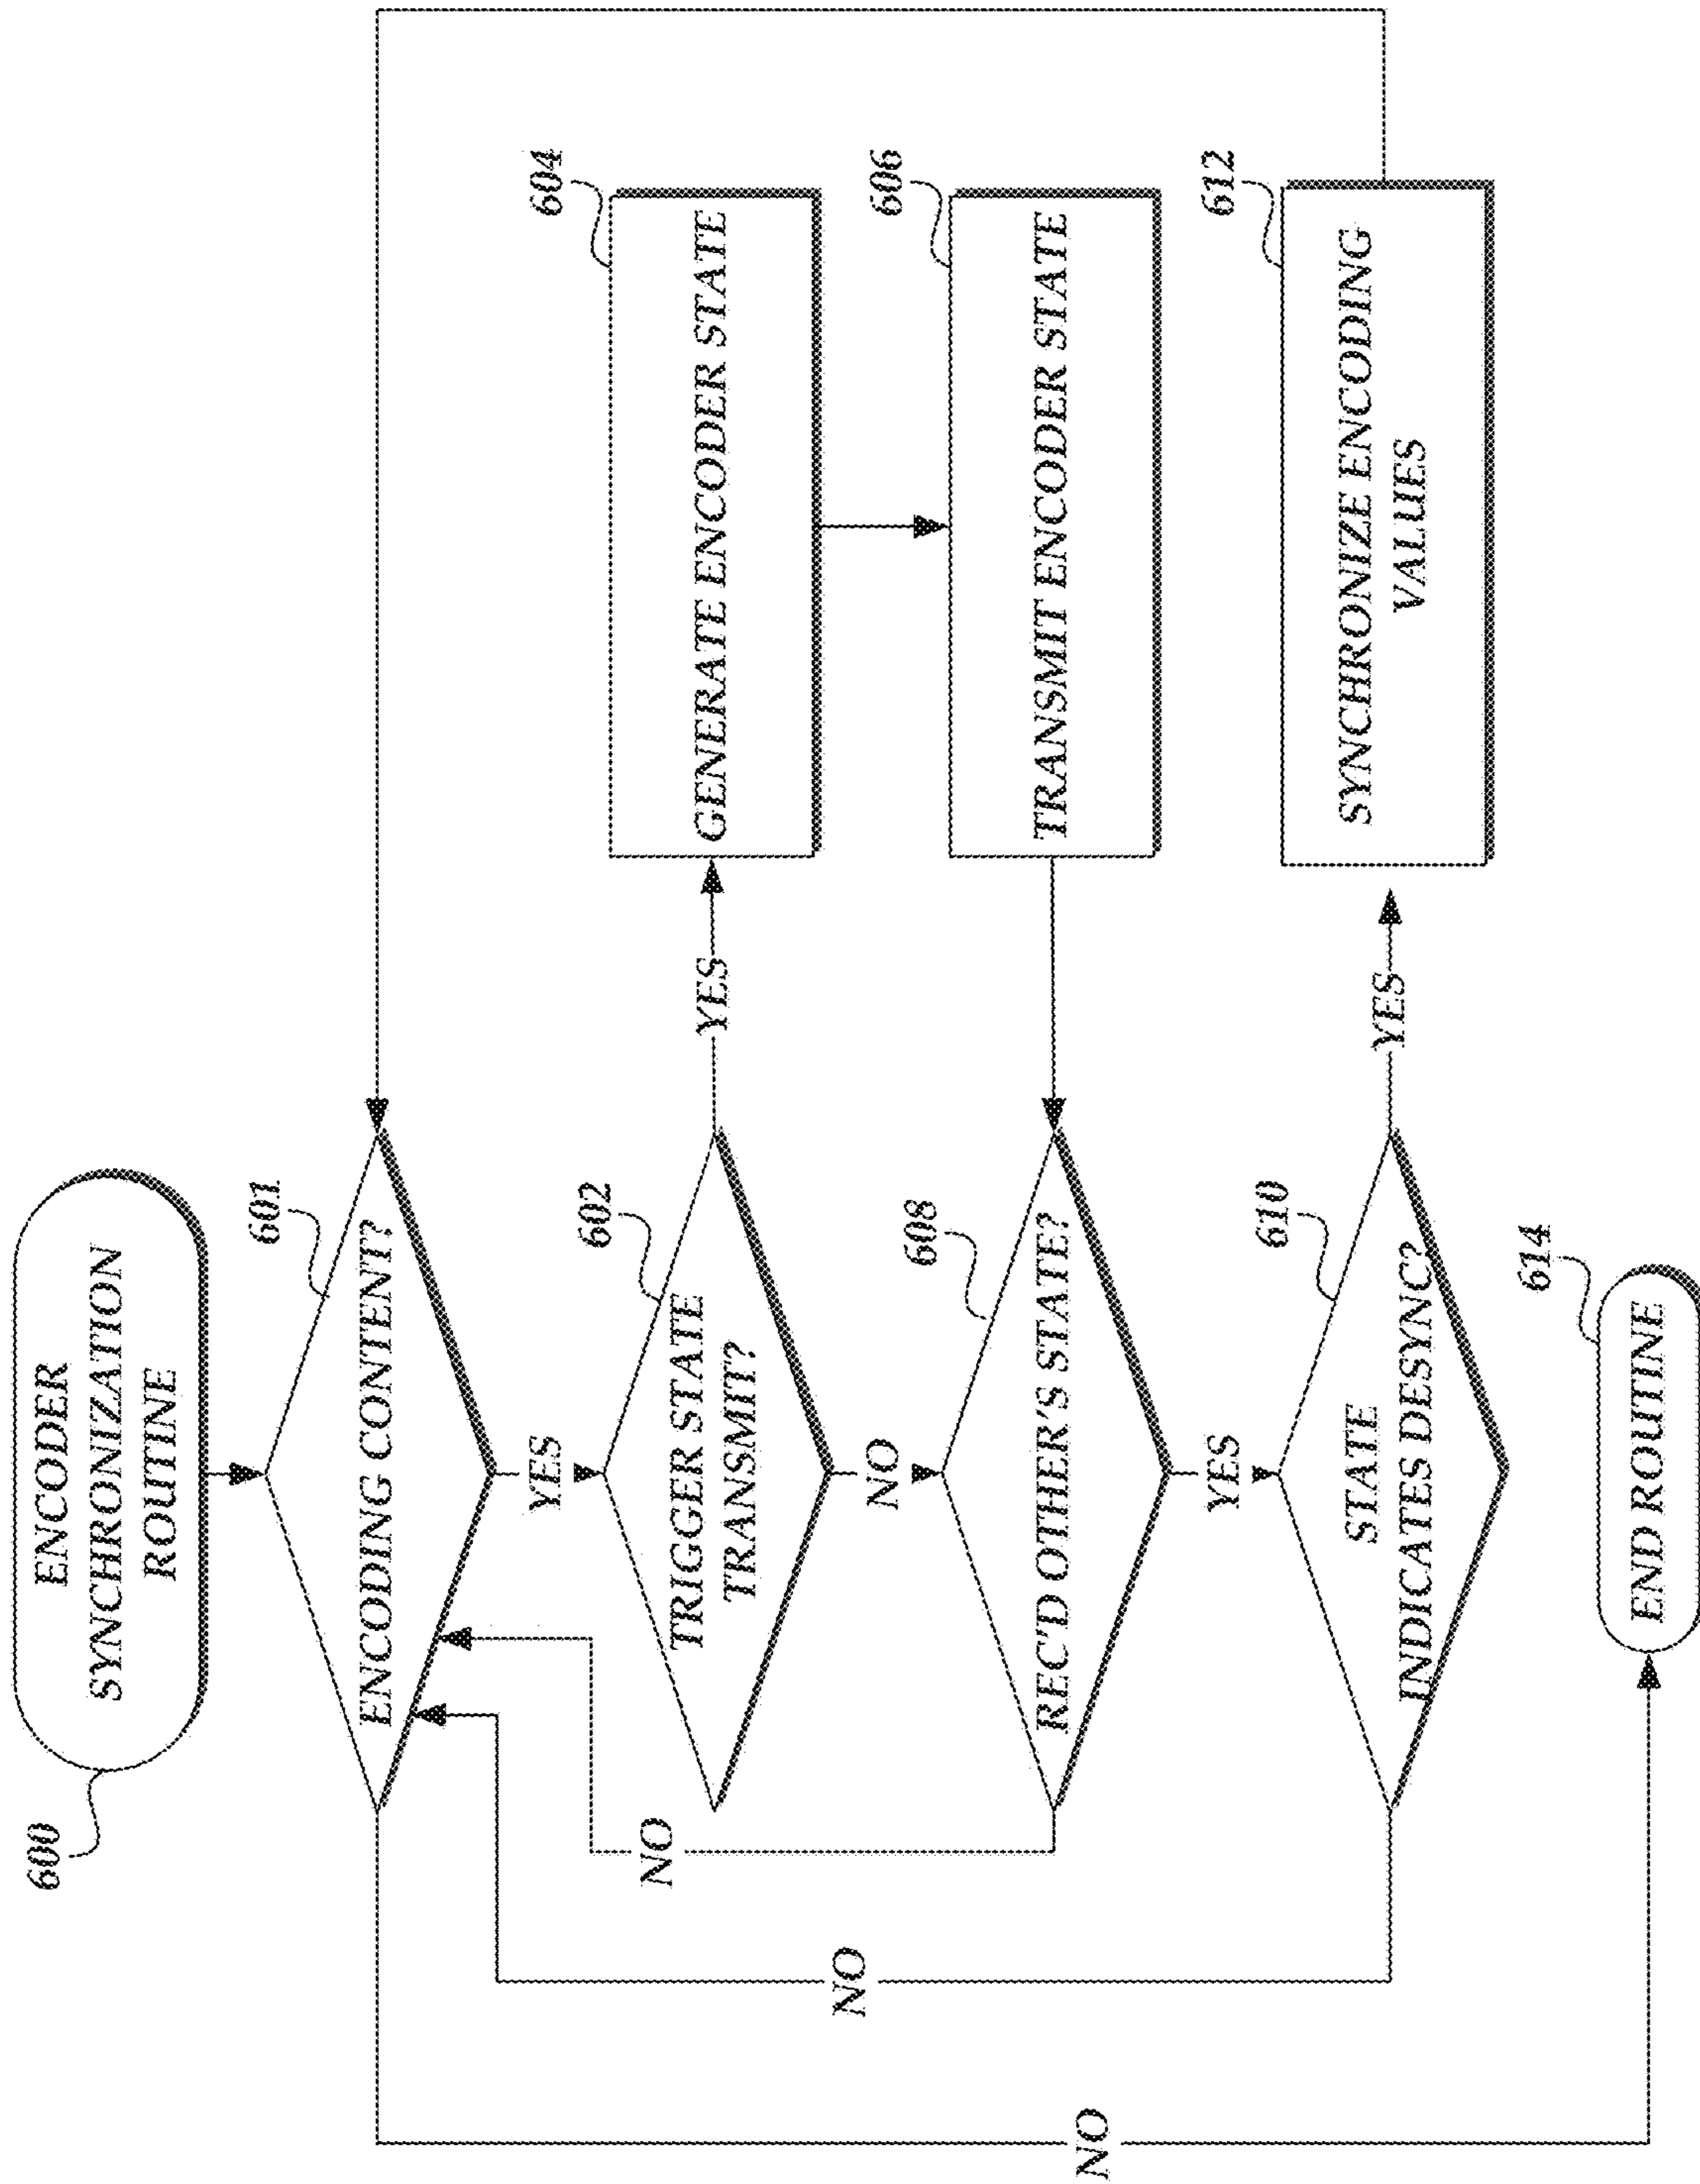 600
ENCODER
SYNCHRONIZATION
ROUTINE
601
ENCODING CONTENT?
NO
YES
602
TRIGGER STATE
TRANSMIT?
YES
604
GENERATE ENCODER STATE
NO
606
TRANSMIT ENCODER STATE
608
REC'D OTHER'S STATE?
NO
YES
610
STATE
INDICATES DESYNC?
NO
YES
612
SYNCHRONIZE ENCODING
VALUES
614
END ROUTINE